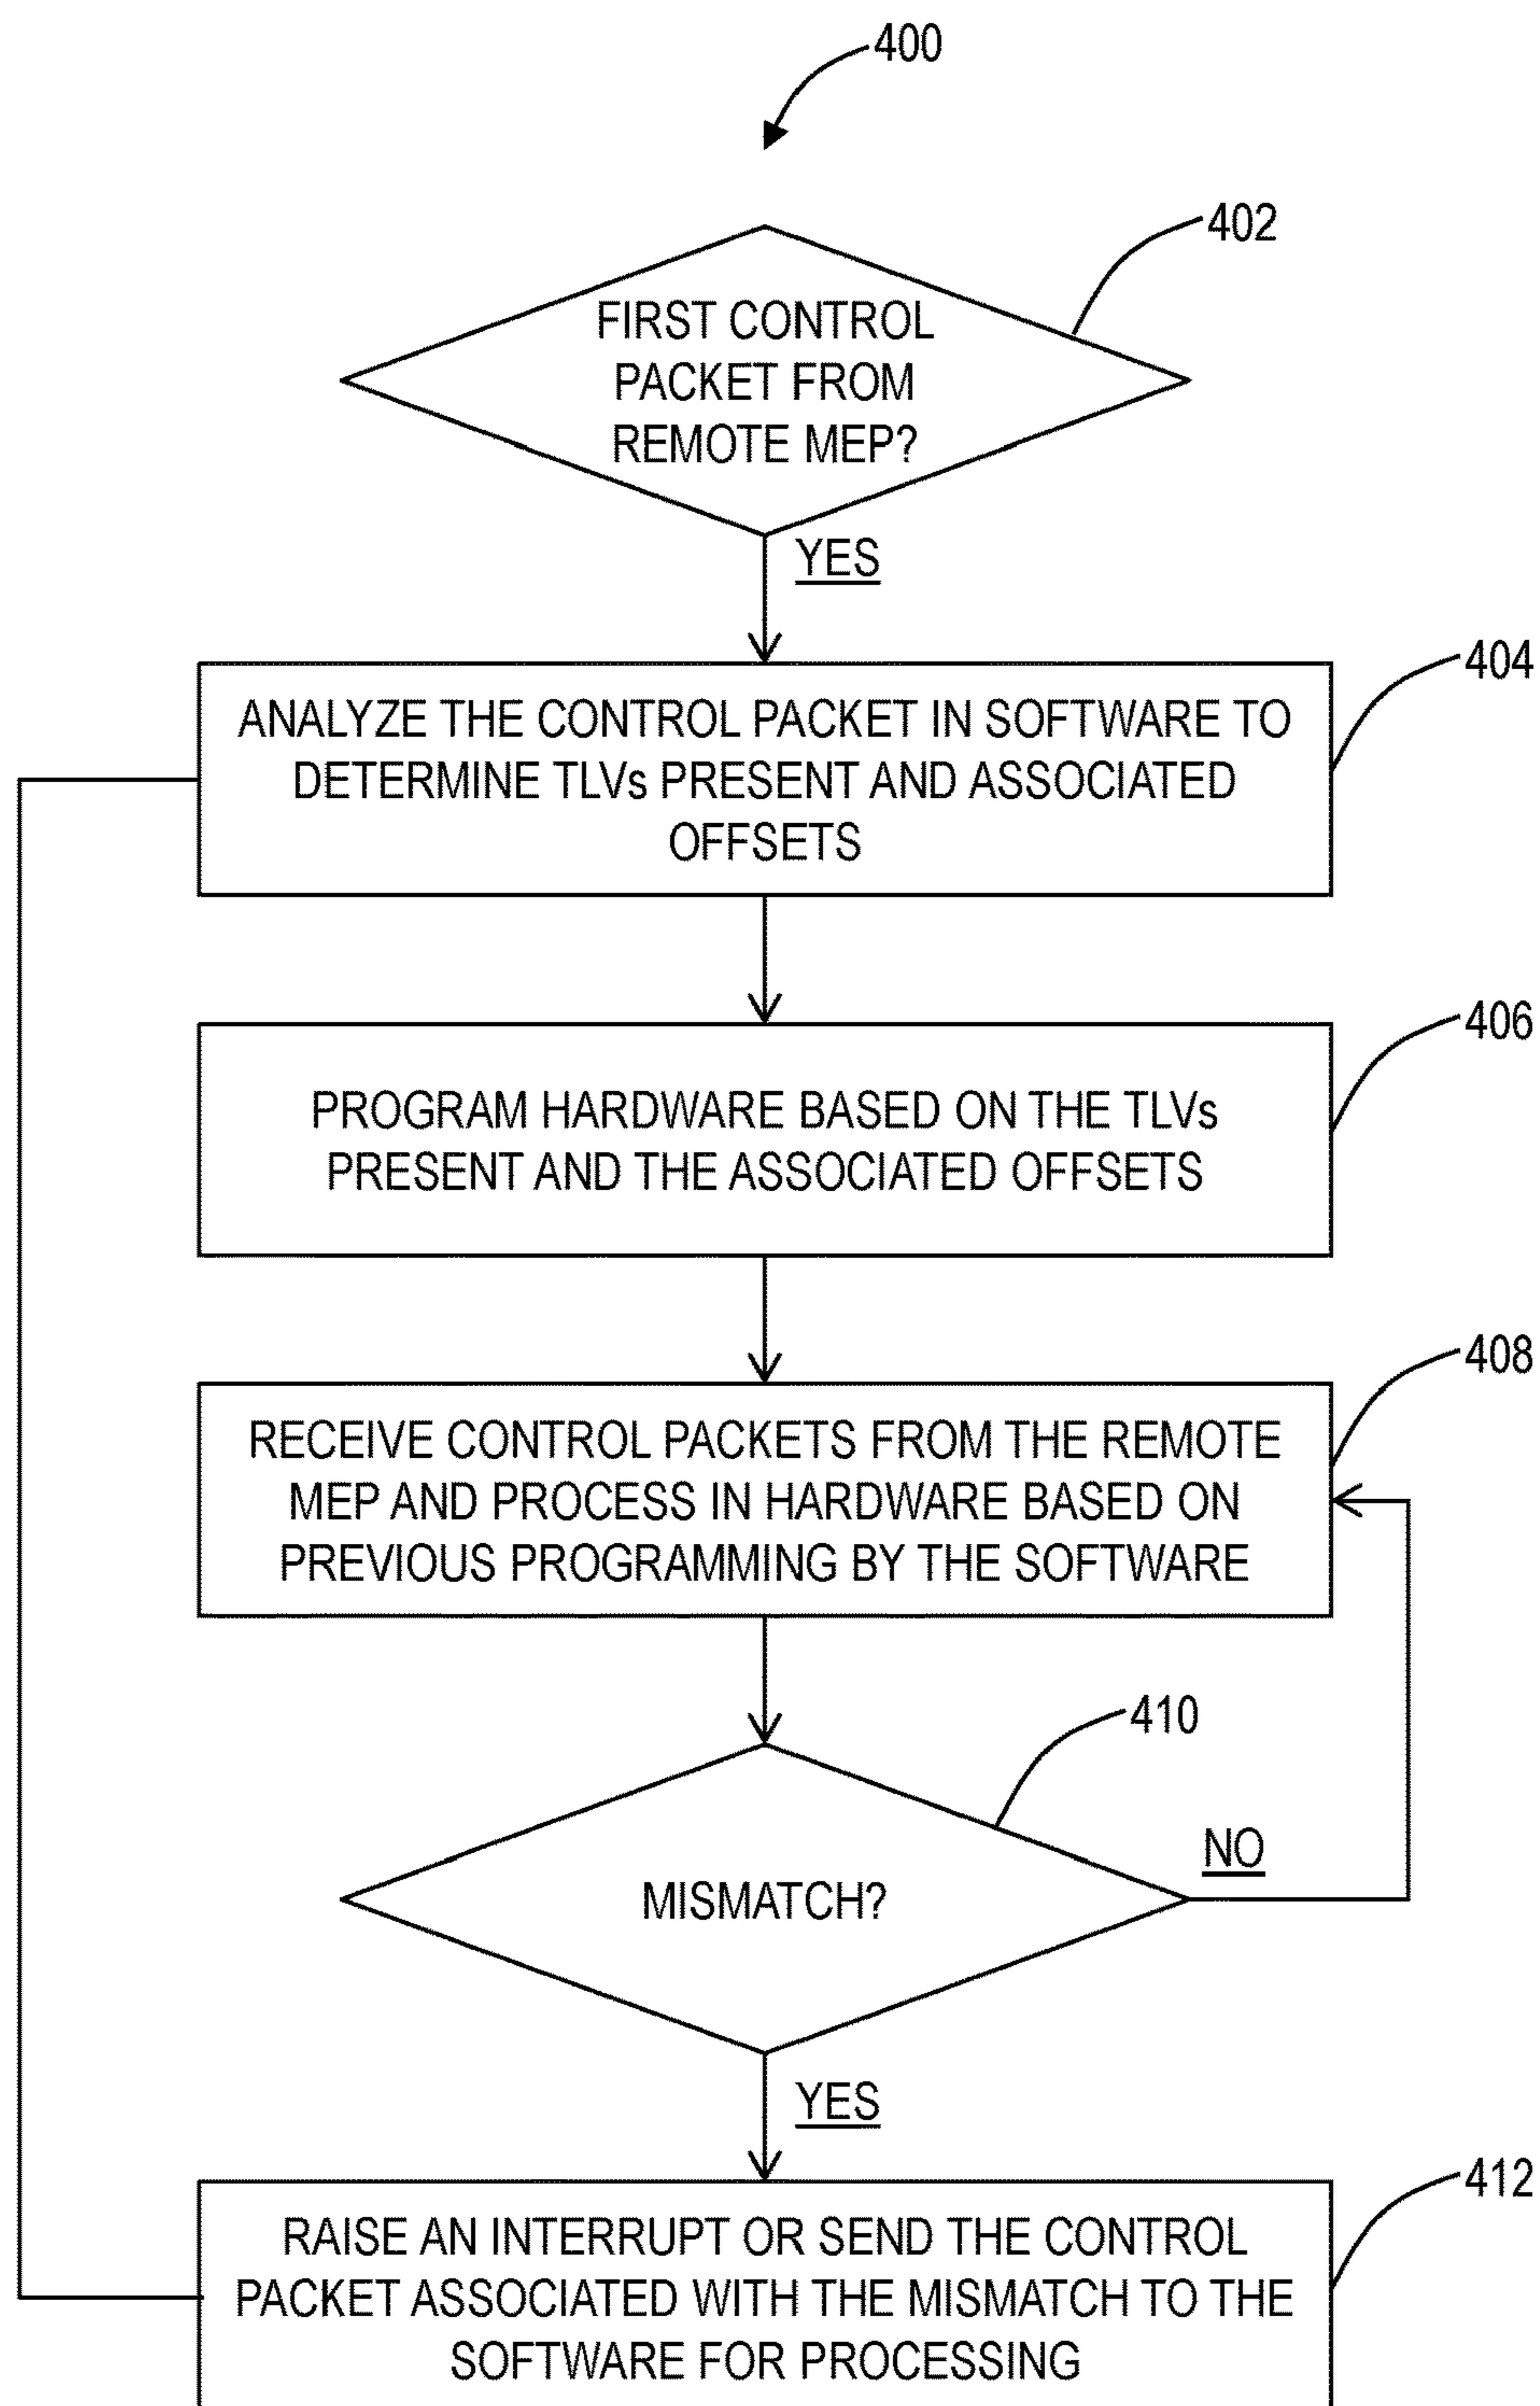 400
402
FIRST CONTROL
PACKET FROM
REMOTE MEP?
YES
404
ANALYZE THE CONTROL PACKET IN SOFTWARE TO
DETERMINE TLVs PRESENT AND ASSOCIATED
OFFSETS
406
PROGRAM HARDWARE BASED ON THE TLVs
PRESENT AND THE ASSOCIATED OFFSETS
408
RECEIVE CONTROL PACKETS FROM THE REMOTE
MEP AND PROCESS IN HARDWARE BASED ON
PREVIOUS PROGRAMMING BY THE SOFTWARE
410
NO
MISMATCH?
YES
412
RAISE AN INTERRUPT OR SEND THE CONTROL
PACKET ASSOCIATED WITH THE MISMATCH TO THE
SOFTWARE FOR PROCESSING